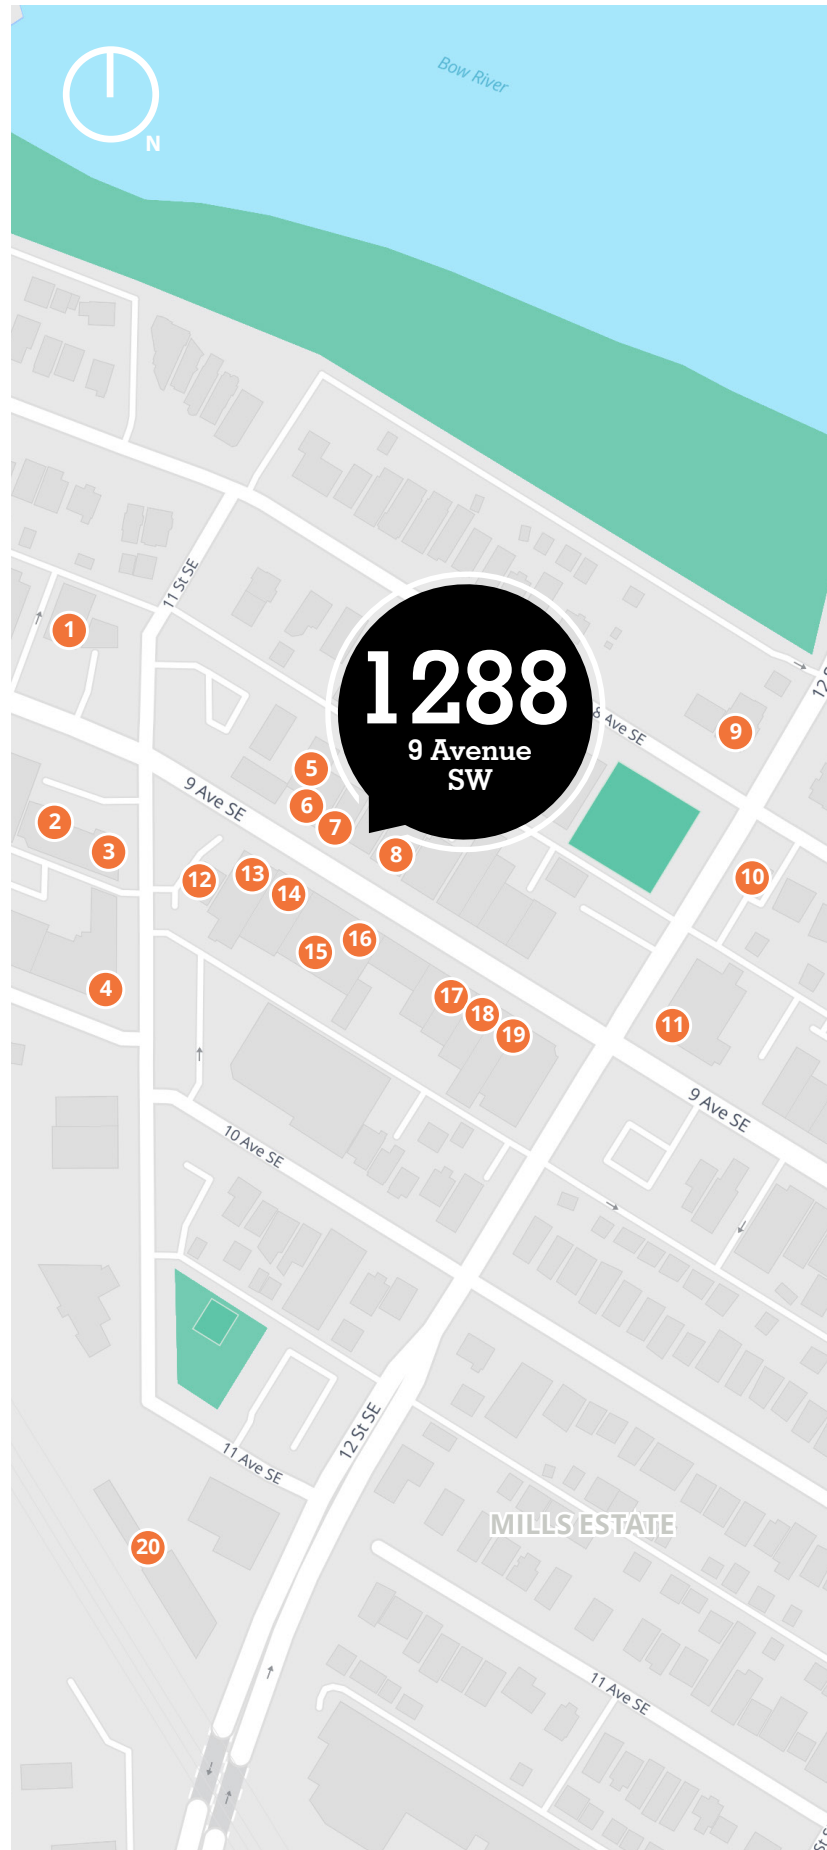 Bow River
N
11 St SE
1
1288
9 Avenue
SW
8 Ave SE
12 S
9
5
6
7
8
9 Ave SE
2
3
12
13
14
10
15
16
4
17
18
19
11
9 Ave SE
10 Ave SE
12 St SE
11 Ave SE
MILLS ESTATE
20
11 Ave SE
St S